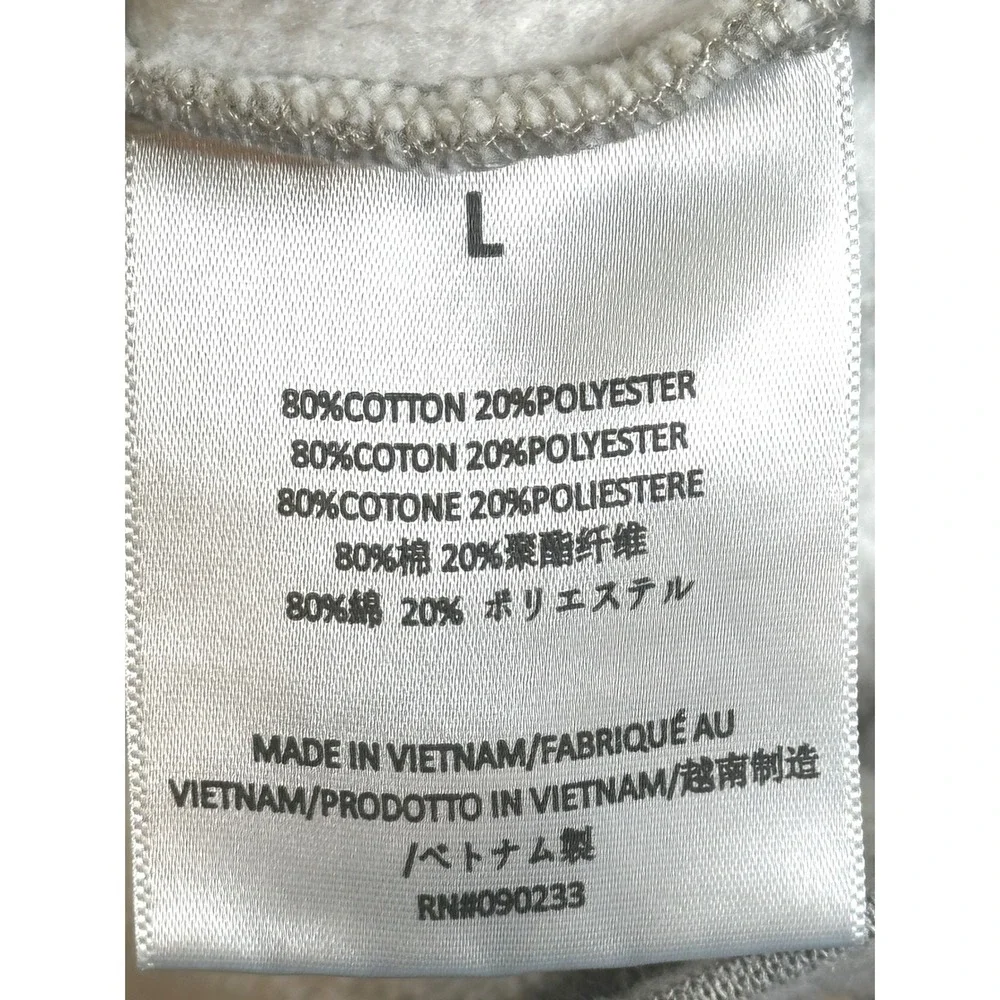 L
80%COTTON 20%POLYESTER
80%COTON 20%POLYESTER
80%COTONE 20%POLIESTERE
80%棉 20%聚酯纤维
80%綿 20% ポリエステル
MADE IN VIETNAM/FABRIQUÉ AU
VIETNAM/PRODOTTO IN VIETNAM/越南制造
/ベトナム製
RN#090233